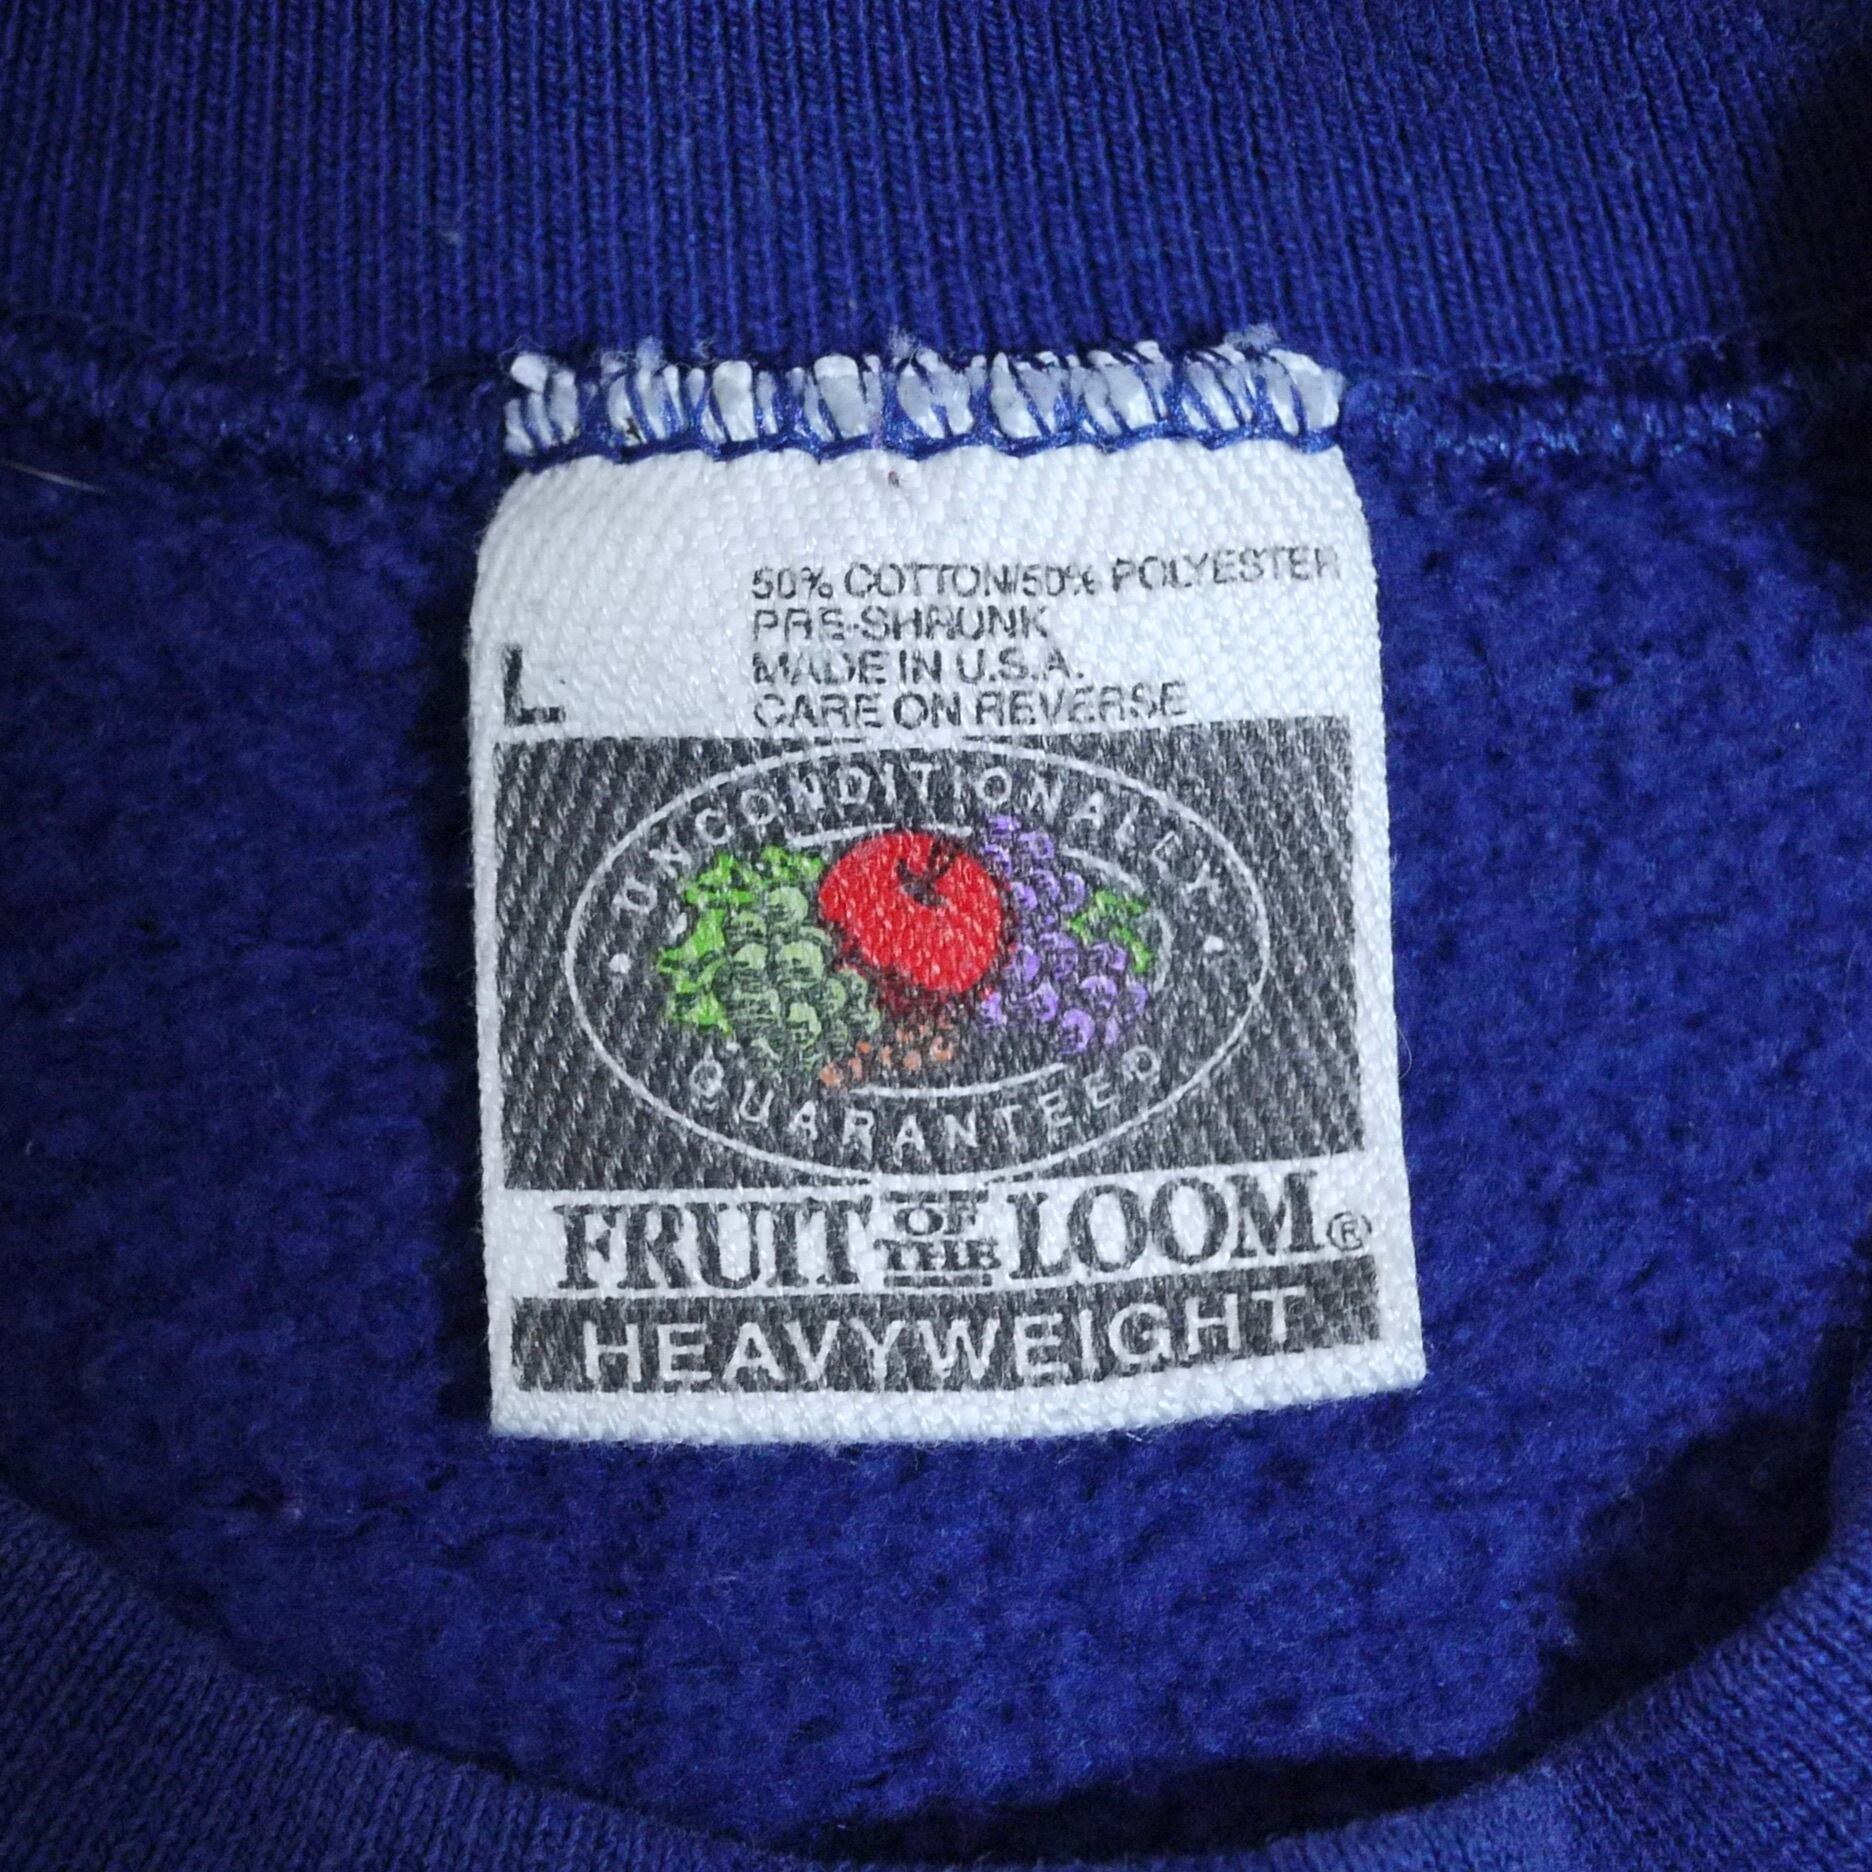 50% COTTON/50% POLYESTER
PRE-SHRUNK
MADE IN U.S.A.
CARE ON REVERSE
L
UNCONDITIONALLY
GUARANTEED
FRUIT OF THE LOOM®
HEAVYWEIGHT